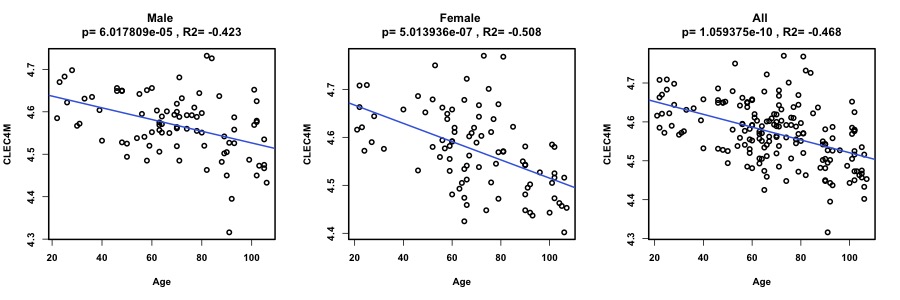 Male
p= 6.017809e-05 , R2= -0.423
CLEC4M
4.7
4.6
4.5
4.4
4.3
20 40 60 80 100
Age
Female
p= 5.013936e-07 , R2= -0.508
CLEC4M
4.7
4.6
4.5
4.4
20 40 60 80 100
Age
All
p= 1.059375e-10 , R2= -0.468
CLEC4M
4.7
4.6
4.5
4.4
4.3
20 40 60 80 100
Age